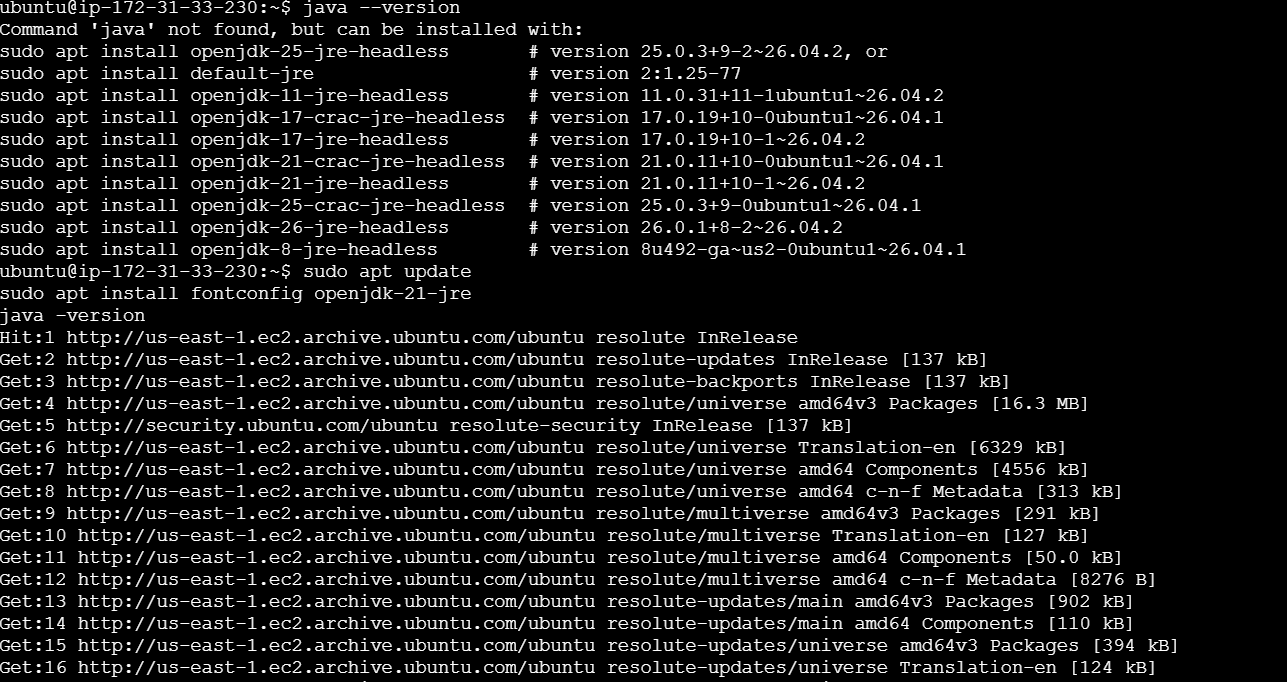 ubuntu@ip-172-31-33-230:~$ java --version
Command 'java' not found, but can be installed with:
sudo apt install openjdk-25-jre-headless       # version 25.0.3+9-2~26.04.2, or
sudo apt install default-jre                   # version 2:1.25-77
sudo apt install openjdk-11-jre-headless       # version 11.0.31+11-1ubuntu1~26.04.2
sudo apt install openjdk-17-crac-jre-headless  # version 17.0.19+10-0ubuntu1~26.04.1
sudo apt install openjdk-17-jre-headless       # version 17.0.19+10-1~26.04.2
sudo apt install openjdk-21-crac-jre-headless  # version 21.0.11+10-0ubuntu1~26.04.1
sudo apt install openjdk-21-jre-headless       # version 21.0.11+10-1~26.04.2
sudo apt install openjdk-25-crac-jre-headless  # version 25.0.3+9-0ubuntu1~26.04.1
sudo apt install openjdk-26-jre-headless       # version 26.0.1+8-2~26.04.2
sudo apt install openjdk-8-jre-headless        # version 8u492-ga~us2-0ubuntu1~26.04.1
ubuntu@ip-172-31-33-230:~$ sudo apt update
sudo apt install fontconfig openjdk-21-jre
java -version
Hit:1 http://us-east-1.ec2.archive.ubuntu.com/ubuntu resolute InRelease
Get:2 http://us-east-1.ec2.archive.ubuntu.com/ubuntu resolute-updates InRelease [137 kB]
Get:3 http://us-east-1.ec2.archive.ubuntu.com/ubuntu resolute-backports InRelease [137 kB]
Get:4 http://us-east-1.ec2.archive.ubuntu.com/ubuntu resolute/universe amd64v3 Packages [16.3 MB]
Get:5 http://security.ubuntu.com/ubuntu resolute-security InRelease [137 kB]
Get:6 http://us-east-1.ec2.archive.ubuntu.com/ubuntu resolute/universe Translation-en [6329 kB]
Get:7 http://us-east-1.ec2.archive.ubuntu.com/ubuntu resolute/universe amd64 Components [4556 kB]
Get:8 http://us-east-1.ec2.archive.ubuntu.com/ubuntu resolute/universe amd64 c-n-f Metadata [313 kB]
Get:9 http://us-east-1.ec2.archive.ubuntu.com/ubuntu resolute/multiverse amd64v3 Packages [291 kB]
Get:10 http://us-east-1.ec2.archive.ubuntu.com/ubuntu resolute/multiverse Translation-en [127 kB]
Get:11 http://us-east-1.ec2.archive.ubuntu.com/ubuntu resolute/multiverse amd64 Components [50.0 kB]
Get:12 http://us-east-1.ec2.archive.ubuntu.com/ubuntu resolute/multiverse amd64 c-n-f Metadata [8276 B]
Get:13 http://us-east-1.ec2.archive.ubuntu.com/ubuntu resolute-updates/main amd64v3 Packages [902 kB]
Get:14 http://us-east-1.ec2.archive.ubuntu.com/ubuntu resolute-updates/main amd64 Components [110 kB]
Get:15 http://us-east-1.ec2.archive.ubuntu.com/ubuntu resolute-updates/universe amd64v3 Packages [394 kB]
Get:16 http://us-east-1.ec2.archive.ubuntu.com/ubuntu resolute-updates/universe Translation-en [124 kB]